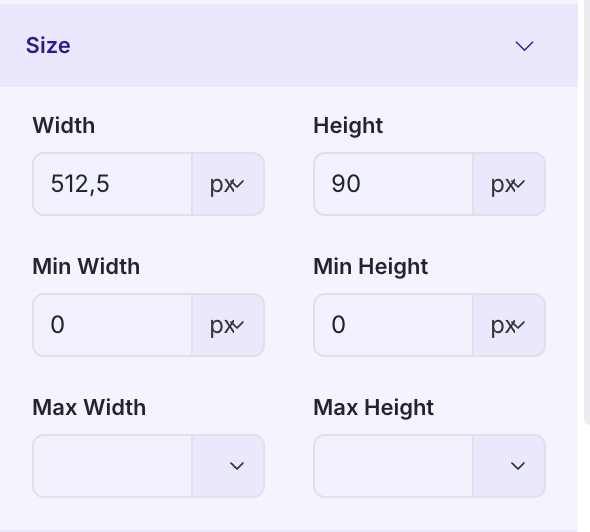 Size
Width Height
512,5 px 90 px
Min Width Min Height
0 px 0 px
Max Width Max Height